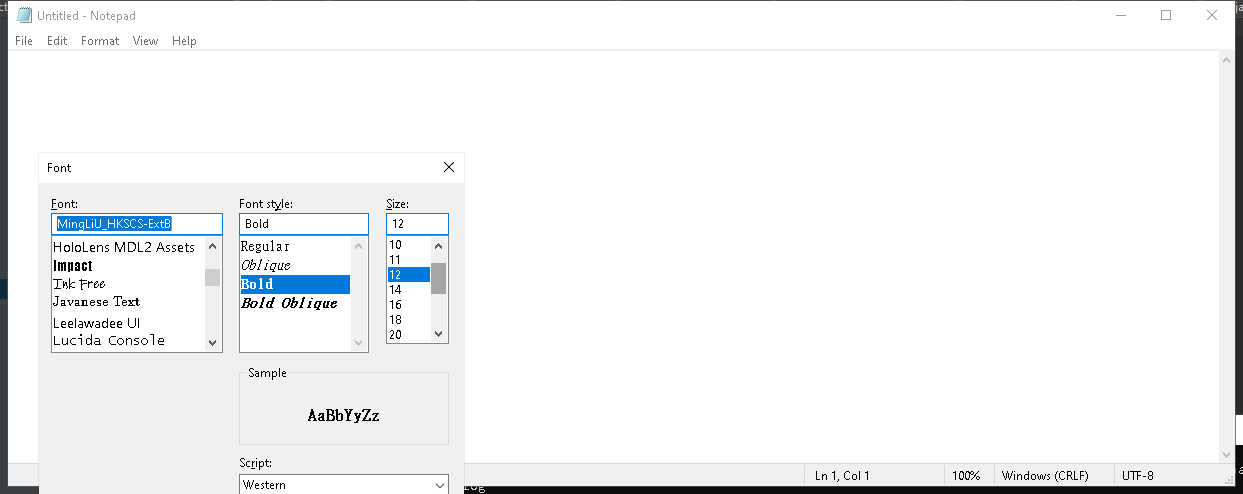 Untitled - Notepad
File Edit Format View Help
Font
Font: Font style: Size:
MingLiU_HKSCS-ExtB Bold 12
HoloLens MDL2 Assets
Impact
Ink Free
Javanese Text
Leelawadee UI
Lucida Console
Regular
Oblique
Bold
Bold Oblique
10
11
12
14
16
18
20
Sample
AaBbYyZz
Script:
Western
Ln 1, Col 1 100% Windows (CRLF) UTF-8